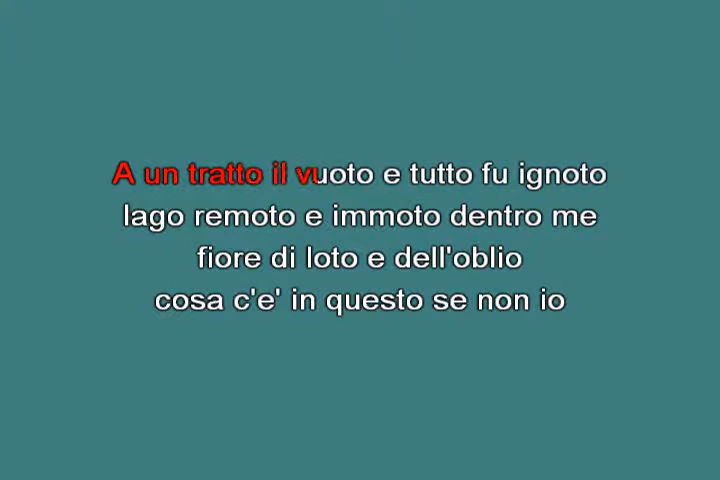 A un tratto il vuoto e tutto fu ignoto
lago remoto e immoto dentro me
fiore di loto e dell'oblio
cosa c'e' in questo se non io